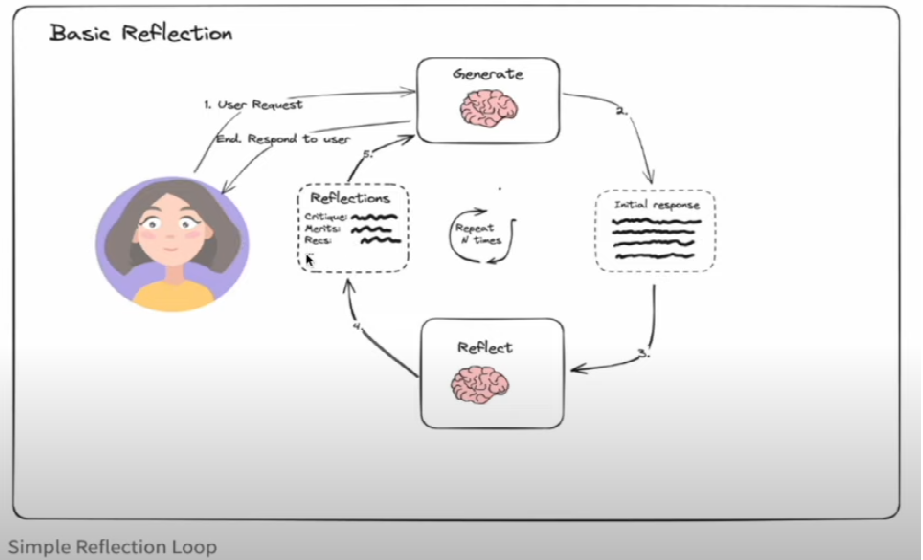 Basic Reflection
Generate
1. User Request
2.
End. Respond to user
5.
Reflections
Critique:
Merits:
Recs:
Repeat
N times
Initial response
4.
Reflect
3.
Simple Reflection Loop